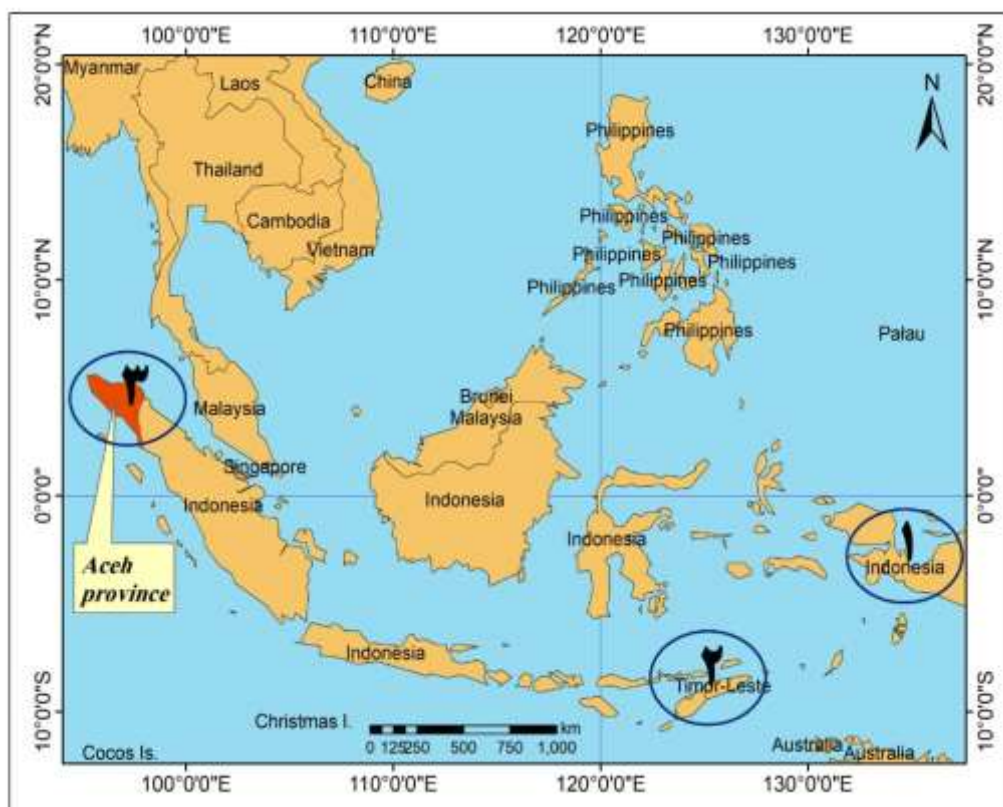 100°0'0"E 110°0'0"E 120°0'0"E 130°0'0"E
20°0'0"N
20°0'0"N
Myanmar
Laos
China
N
Philippines
Thailand
Cambodia
Philippines
Vietnam
Philippines
Philippines
Philippines
Philippines
Philippines
10°0'0"N
10°0'0"N
Philippines
Palau
٣
Brunei
Malaysia
Malaysia
Singapore
Indonesia
Indonesia
0°0'0"
0°0'0"
١
Indonesia
Indonesia
Aceh
province
Indonesia
٢
Timor-Leste
10°0'0"S
10°0'0"S
Christmas I.
km
0 125 250 500 750 1,000
Cocos Is.
Australia
Australia
100°0'0"E 110°0'0"E 120°0'0"E 130°0'0"E